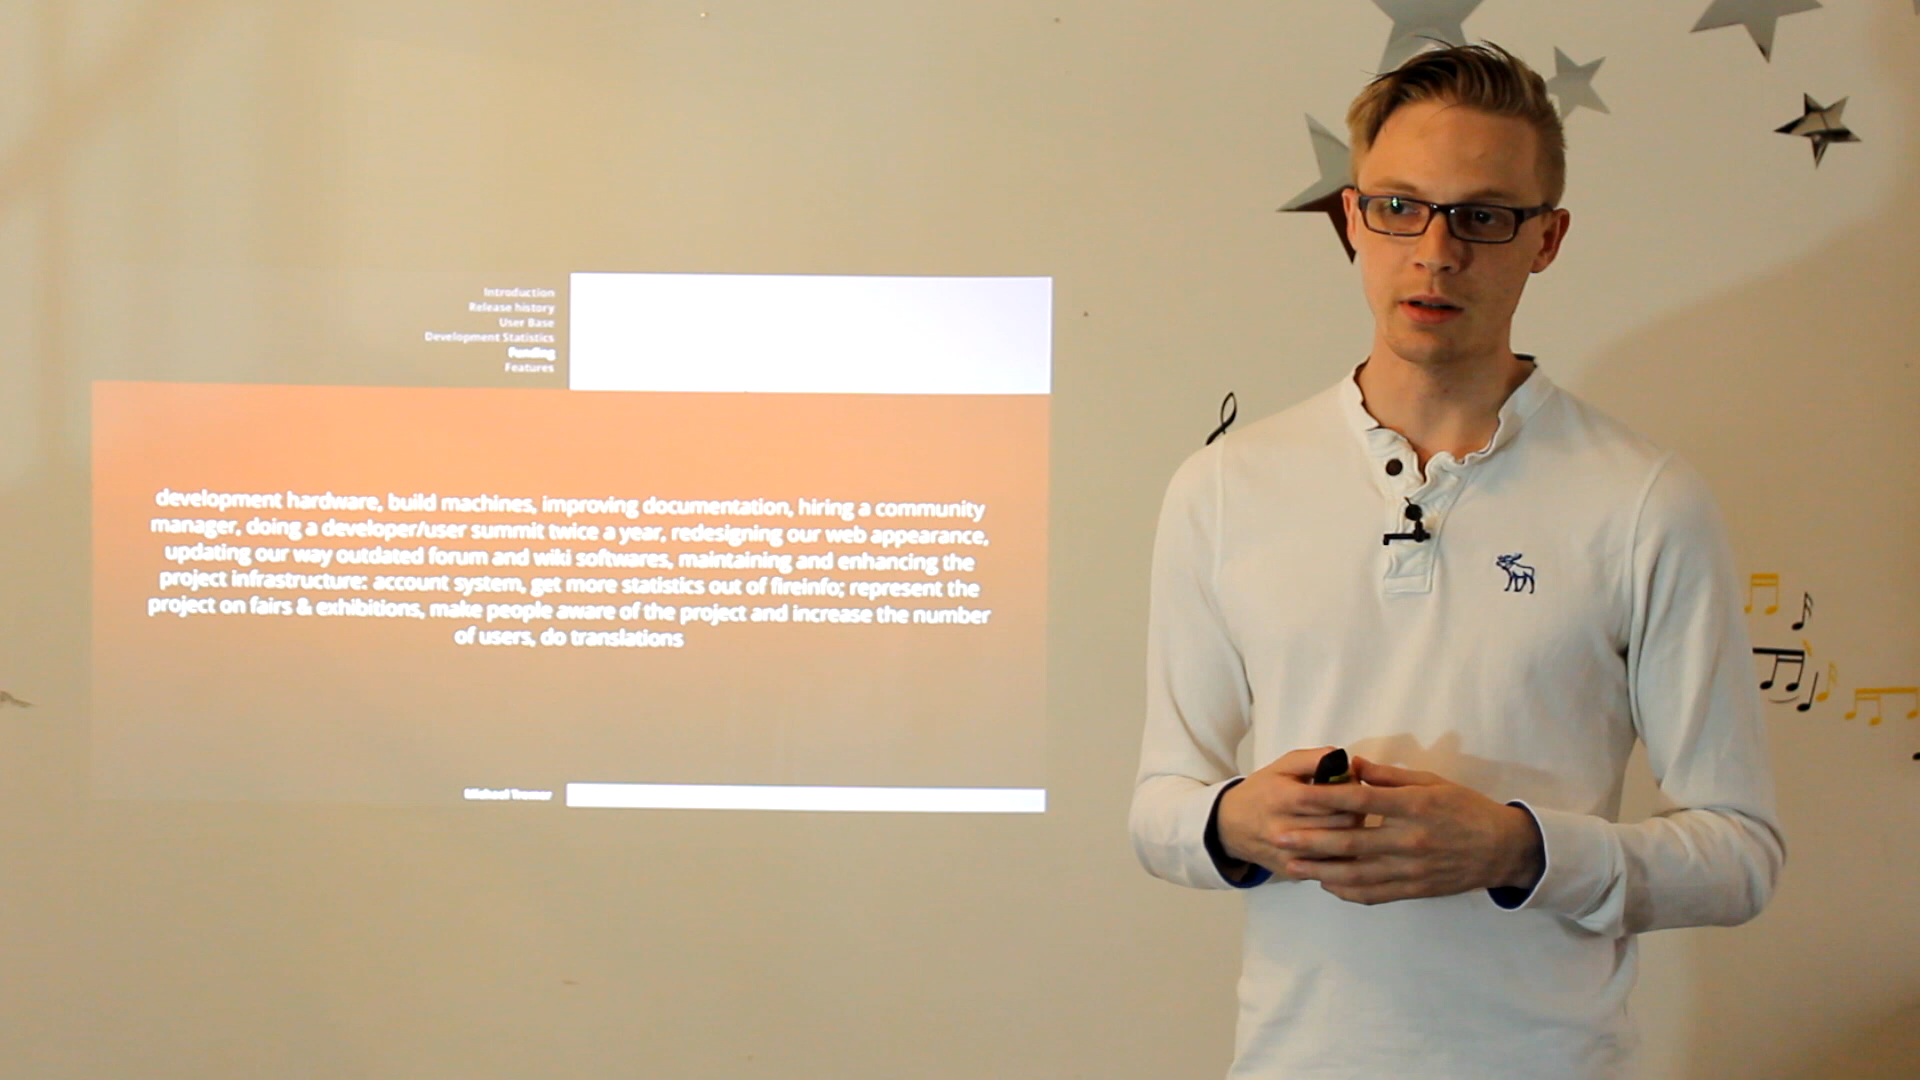 Introduction
Release history
User Base
Development Statistics
Funding
Features
development hardware, build machines, improving documentation, hiring a community
manager, doing a developer/user summit twice a year, redesigning our web appearance,
updating our way outdated forum and wiki softwares, maintaining and enhancing the
project infrastructure: account system, get more statistics out of fireinfo; represent the
project on fairs & exhibitions, make people aware of the project and increase the number
of users, do translations
Michael Tremer